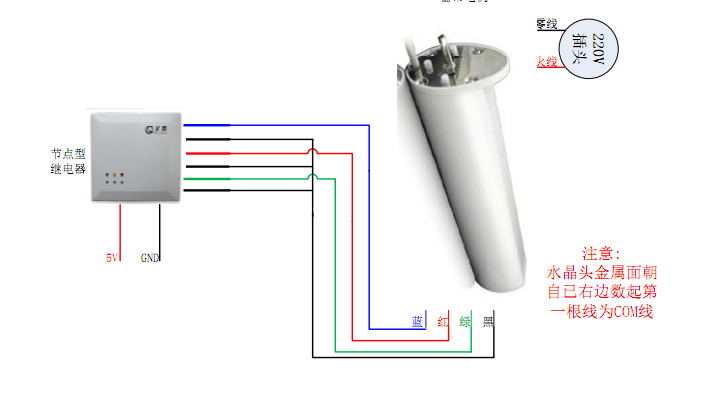 零线
220V
插头
火线
节点型
继电器
5V
GND
注意:
水晶头金属面朝
自已右边数起第
一根线为COM线
蓝
红
绿
黑